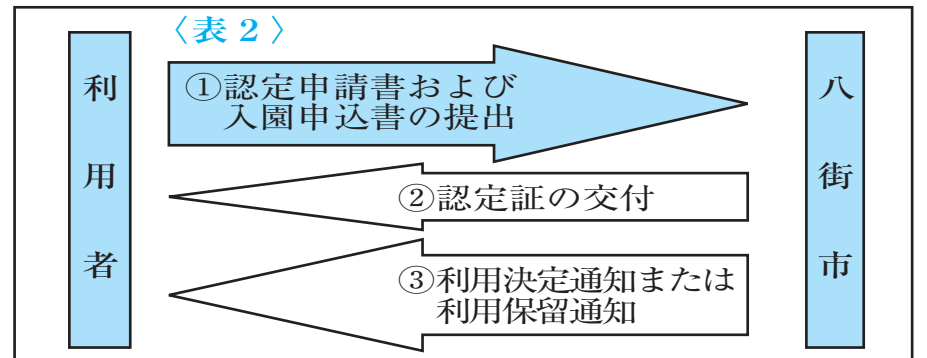 〈表2〉
利用者
①認定申請書および
入園申込書の提出
②認定証の交付
③利用決定通知または
利用保留通知
八街市